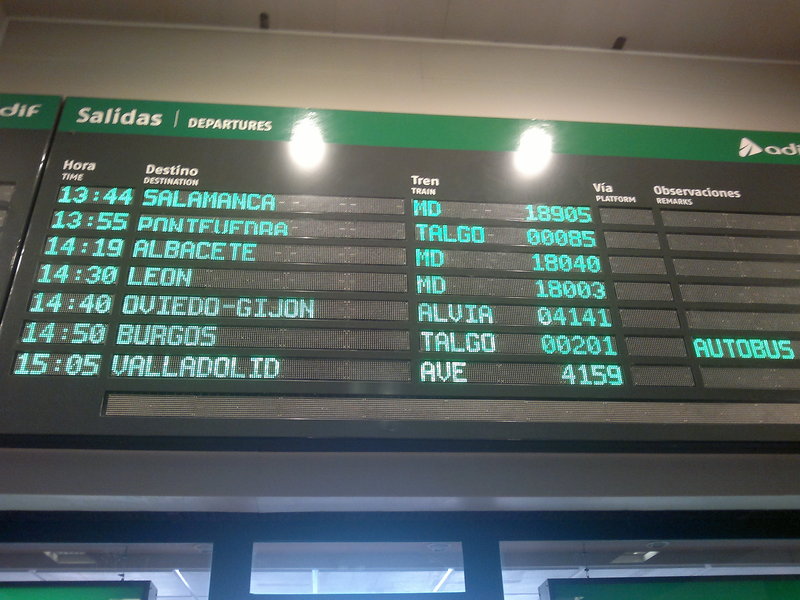 adif
Salidas | DEPARTURES
adif
Hora TIME
Destino DESTINATION
Tren TRAIN
Vía PLATFORM
Observaciones REMARKS
13:44 SALAMANCA MD 18905
13:55 TALGO 00085
14:19 ALBACETE MD 18040
14:30 LEON MD 18003
14:40 OVIEDO-GIJON ALVIA 04141
14:50 BURGOS TALGO 00201 AUTOBUS
15:05 VALLADOLID AVE 4159